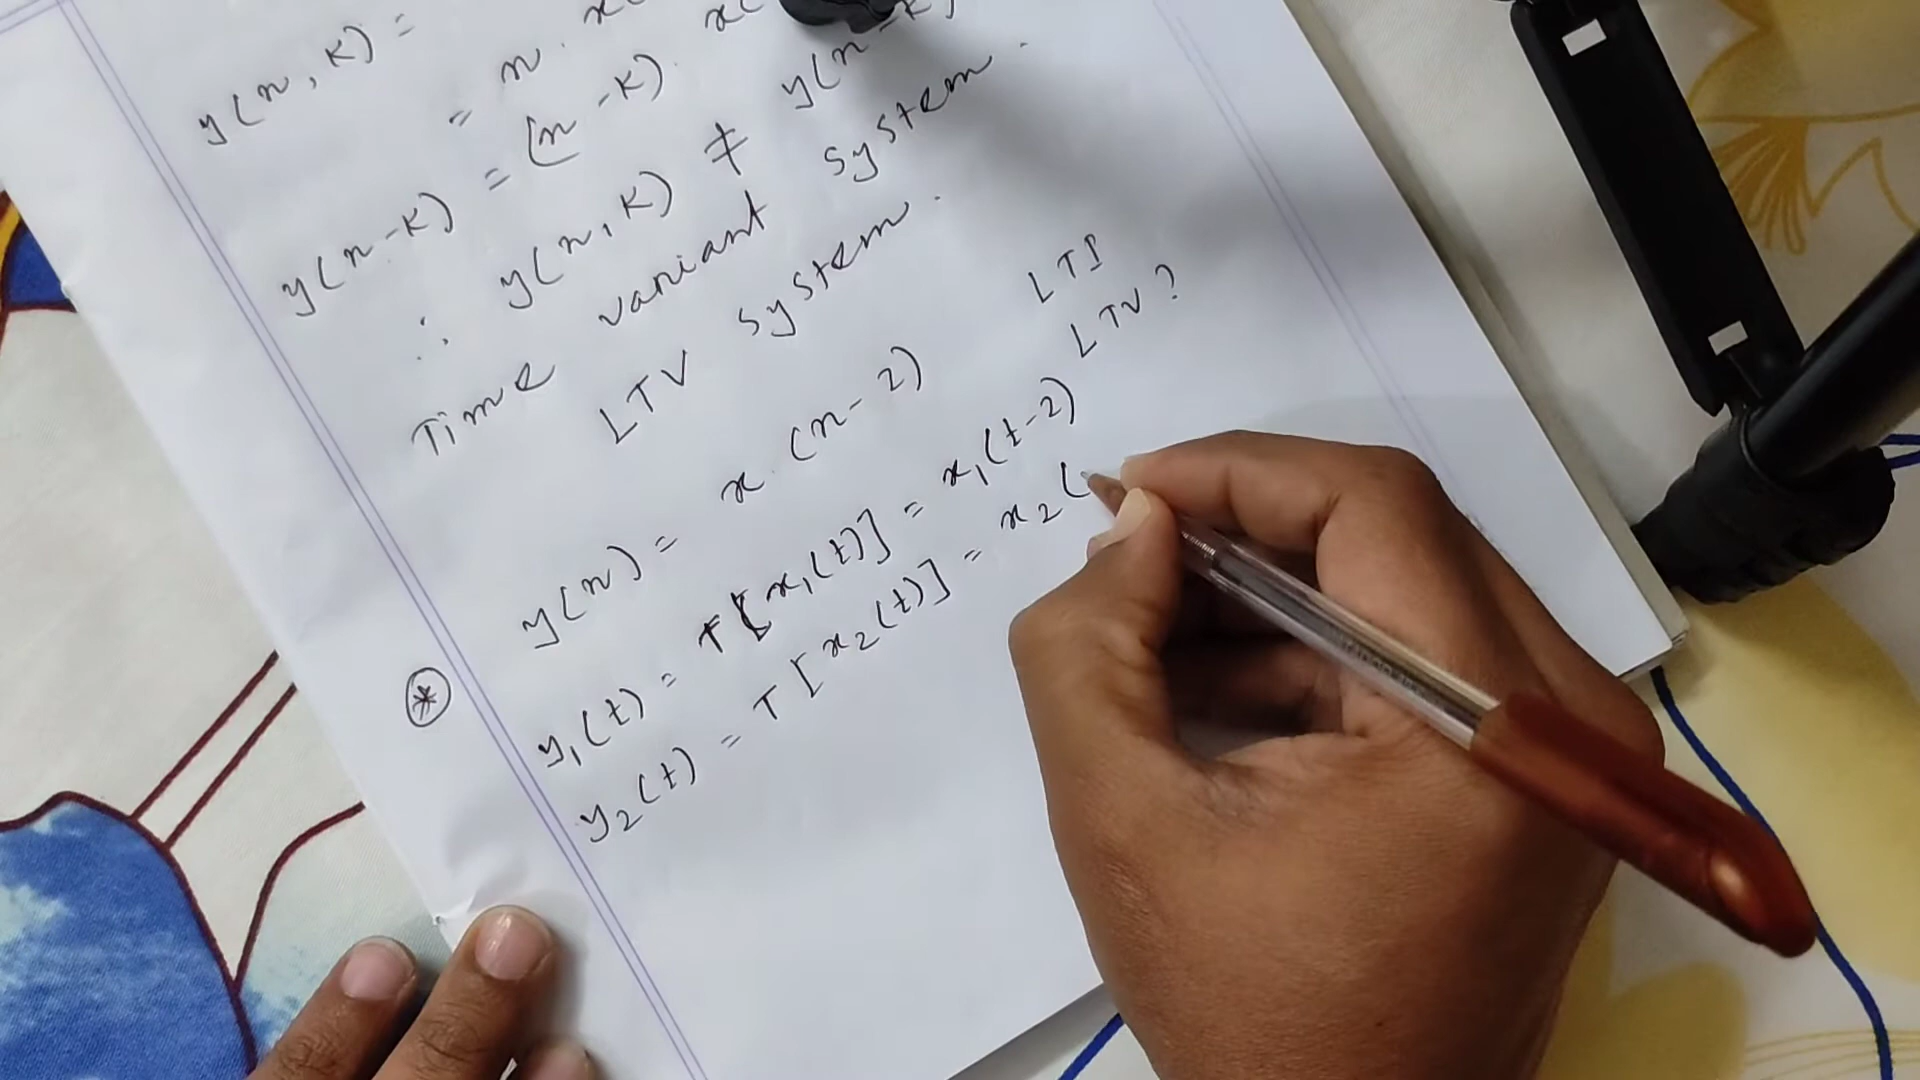 y(n,k) =
= n.
y(n-k) = (n-k).
∴ y(n,k) ≠ y(n-k)
Time variant system.
LTV system.
LTI
LTV?
⊛ y(n) = x.(n-2)
y₁(t) = T[x₁(t)] = x₁(t-2)
y₂(t) = T[x₂(t)] = x₂(